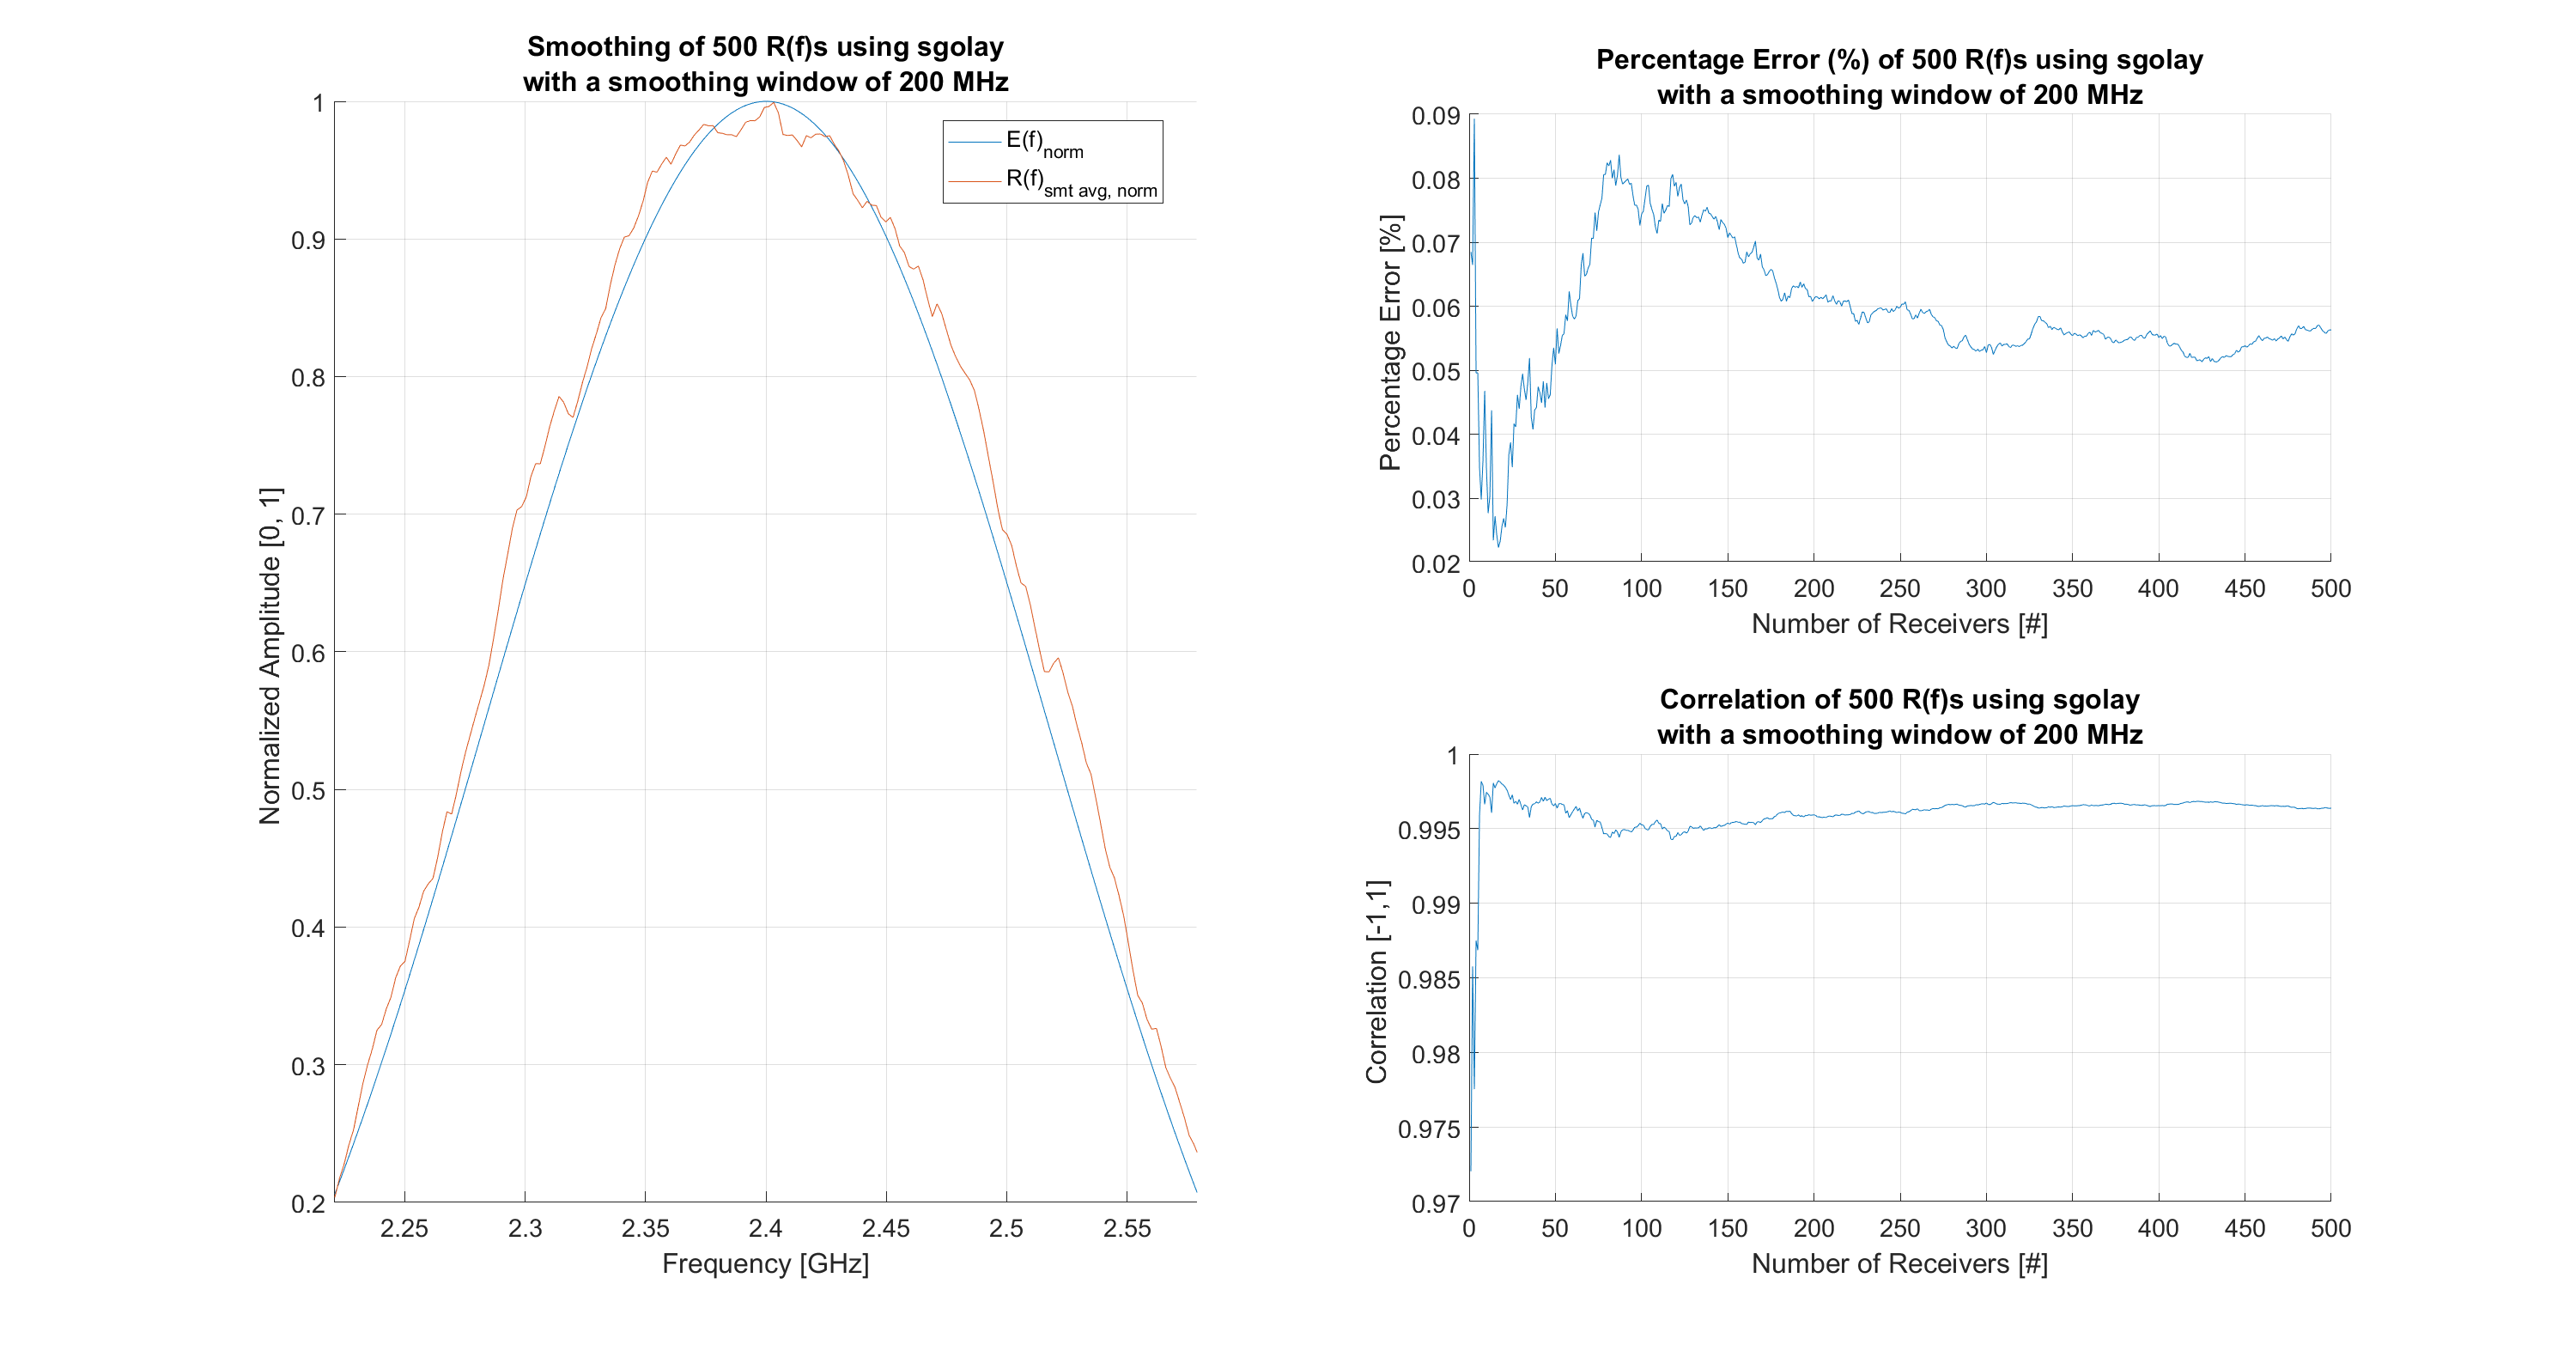 Smoothing of 500 R(f)s using sgolay
with a smoothing window of 200 MHz
1
0.9
0.8
0.7
0.6
0.5
0.4
0.3
0.2
Normalized Amplitude [0, 1]
E(f)norm
R(f)smt avg, norm
2.25 2.3 2.35 2.4 2.45 2.5 2.55
Frequency [GHz]
Percentage Error (%) of 500 R(f)s using sgolay
with a smoothing window of 200 MHz
0.09
0.08
0.07
0.06
0.05
0.04
0.03
0.02
Percentage Error [%]
0 50 100 150 200 250 300 350 400 450 500
Number of Receivers [#]
Correlation of 500 R(f)s using sgolay
with a smoothing window of 200 MHz
1
0.995
0.99
0.985
0.98
0.975
0.97
Correlation [-1,1]
0 50 100 150 200 250 300 350 400 450 500
Number of Receivers [#]